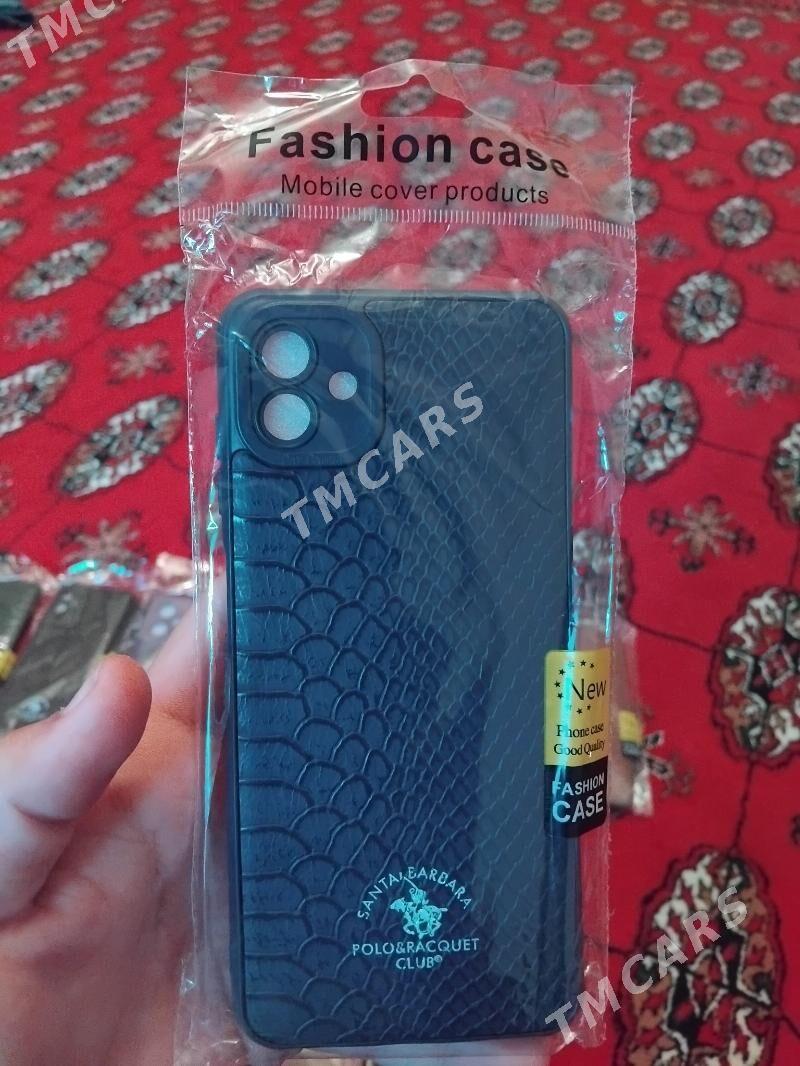 TMCARS
Fashion case
Mobile cover products
TMCARS
New
Phone case
Good Quality
FASHION
CASE
SANTA BARBARA
POLO&RACQUET
CLUB®
TMCARS